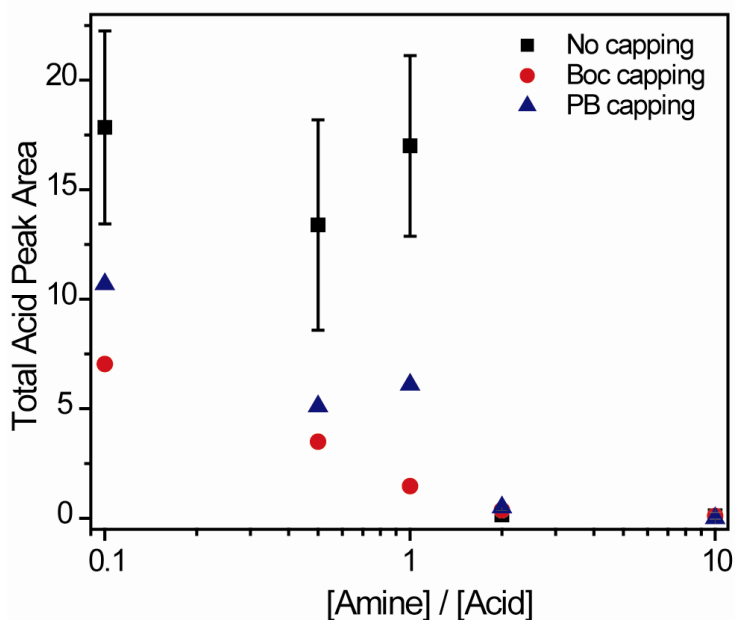 No capping
Boc capping
PB capping
Total Acid Peak Area
20
15
10
5
0
0.1
1
10
[Amine] / [Acid]